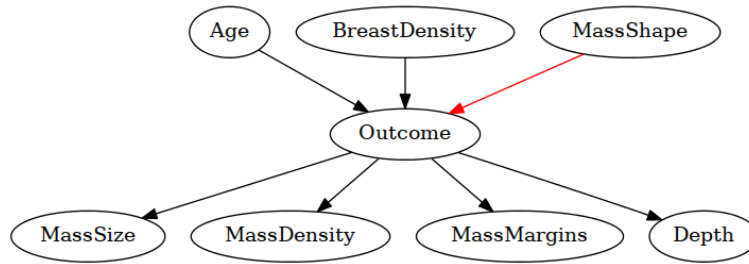 Age
BreastDensity
MassShape
Outcome
MassSize
MassDensity
MassMargins
Depth